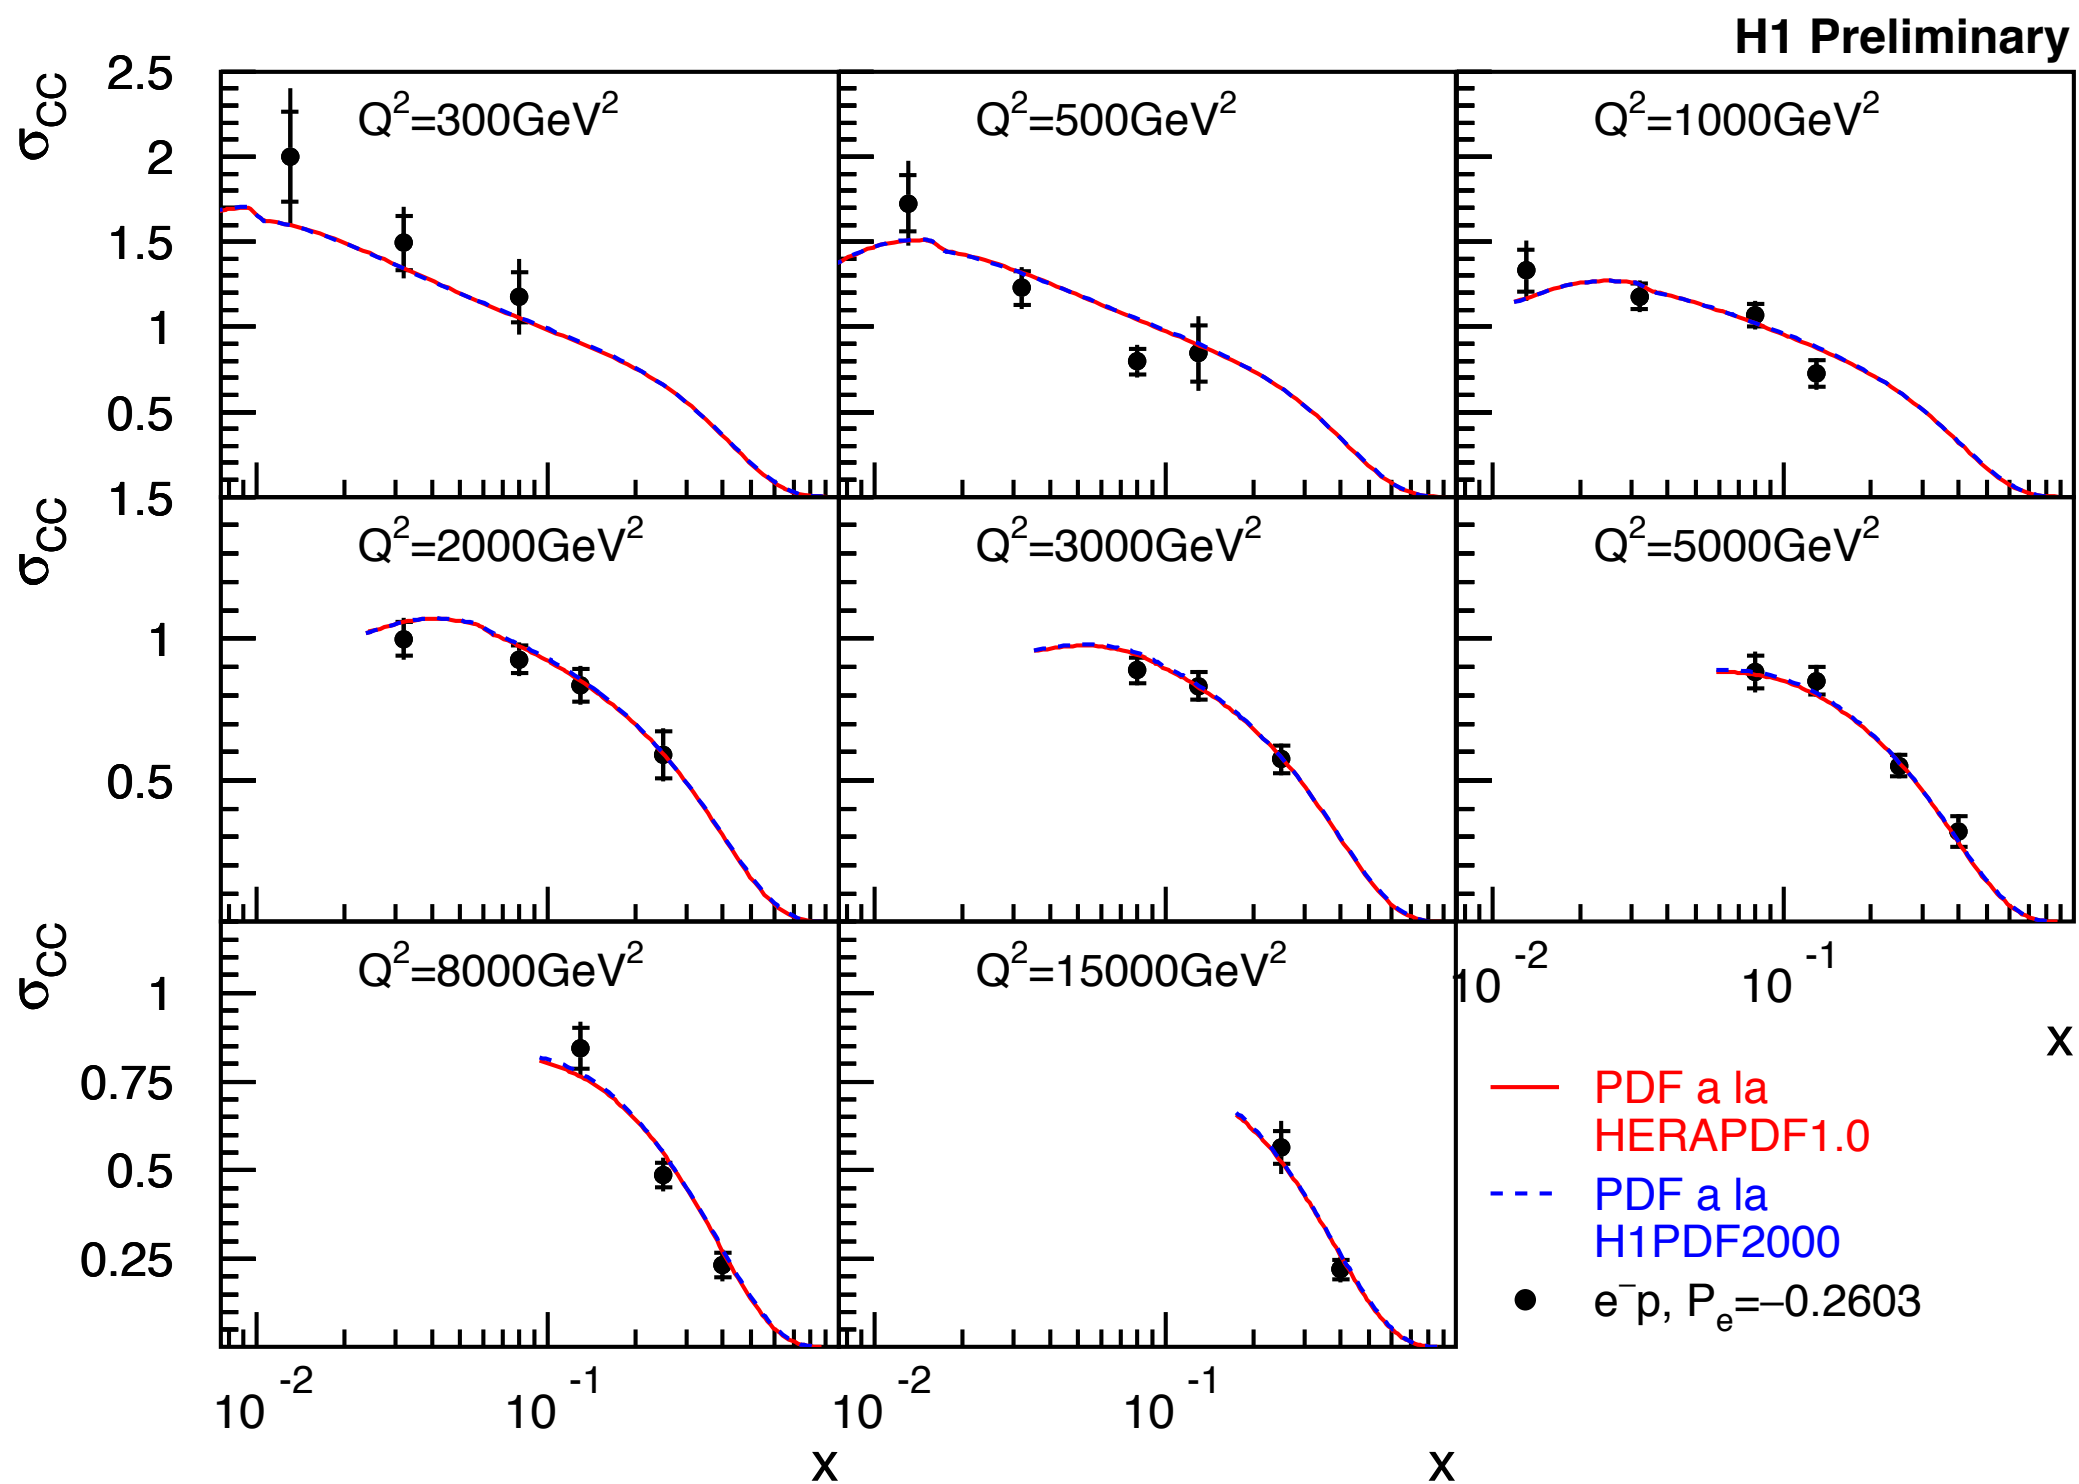 H1 Preliminary
σCC
2.5
2
1.5
1
0.5
Q²=300GeV²
Q²=500GeV²
Q²=1000GeV²
σCC
1.5
1
0.5
Q²=2000GeV²
Q²=3000GeV²
Q²=5000GeV²
10⁻² 10⁻¹
x
σCC
1
0.75
0.5
0.25
Q²=8000GeV²
Q²=15000GeV²
10⁻² 10⁻¹ 10⁻² 10⁻¹
x x
PDF a la
HERAPDF1.0
PDF a la
H1PDF2000
e⁻p, Pₑ=–0.2603